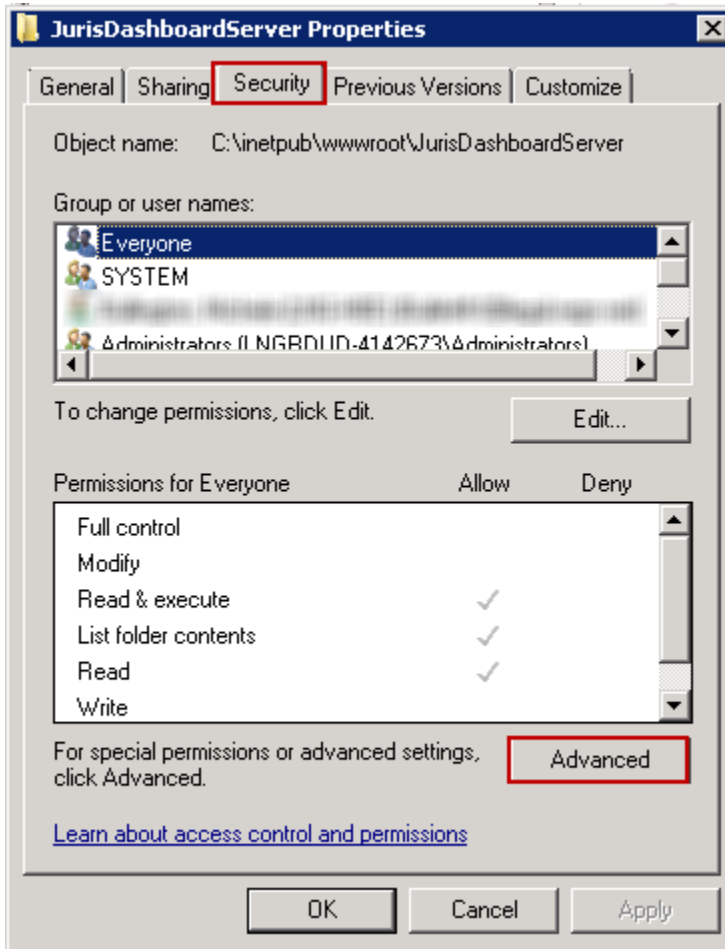 JurisDashboardServer Properties
General Sharing Security Previous Versions Customize
Object name: C:\inetpub\wwwroot\JurisDashboardServer
Group or user names:
Everyone
SYSTEM
Administrators (LNGRDUD-4142673\Administrators)
To change permissions, click Edit.
Edit...
Permissions for Everyone Allow Deny
Full control
Modify
Read & execute
List folder contents
Read
Write
For special permissions or advanced settings,
click Advanced.
Advanced
Learn about access control and permissions
OK Cancel Apply